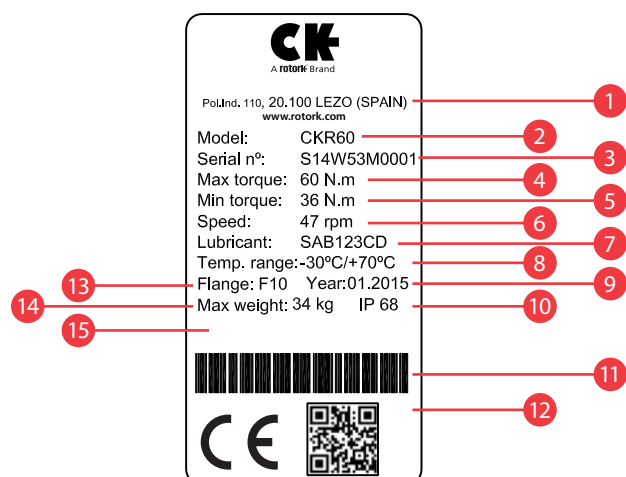 CK
A rotork Brand
Pol.Ind. 110, 20.100 LEZO (SPAIN)
www.rotork.com
Model: CKR60
Serial nº: S14W53M0001
Max torque: 60 N.m
Min torque: 36 N.m
Speed: 47 rpm
Lubricant: SAB123CD
Temp. range:-30ºC/+70ºC
Flange: F10 Year:01.2015
Max weight: 34 kg IP 68
CE
1
2
3
4
5
6
7
8
9
10
11
12
13
14
15